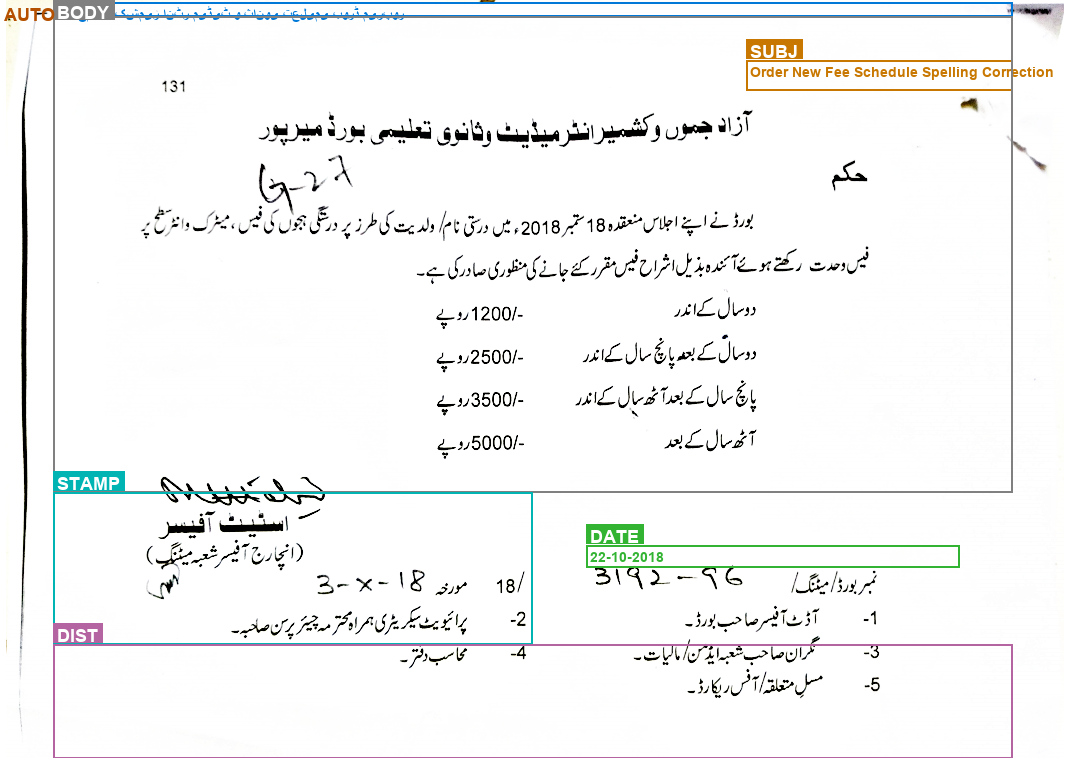 AUTO
BODY
SUBJ
Order New Fee Schedule Spelling Correction
131
آزاد جموں و کشمیر انٹرمیڈیٹ و ثانوی تعلیمی بورڈ میرپور
G-27
حکم
بورڈ نے اپنے اجلاس منعقدہ 18 ستمبر 2018ء میں درستی نام/ ولدیت کی طرز پر درستگی ہجوں کی فیس ، میٹرک و انٹر سطح پر
فیس وحدت رکھتے ہوئے آئندہ بذیل اشراح فیس مقرر کئے جانے کی منظوری صادر کی ہے۔
دو سال کے اندر 1200/- روپے
دو سال کے بعد پانچ سال کے اندر 2500/- روپے
پانچ سال کے بعد آٹھ سال کے اندر 3500/- روپے
آٹھ سال کے بعد 5000/- روپے
STAMP
اسٹیٹ آفیسر
(انچارج آفیسر شعبہ میٹنگ)
DATE
22-10-2018
نمبر بورڈ/ میٹنگ/ 3192-96 /18 مورخہ 3-X-18
1- آڈٹ آفیسر صاحب بورڈ۔ 2- پرائیویٹ سیکریٹری ہمراہ محترمہ چیئر پرسن صاحبہ۔
DIST
3- نگران صاحب شعبہ ایڈمن/ مالیات۔ 4- محاسب دفتر۔
5- مسلِ متعلقہ/ آفس ریکارڈ۔